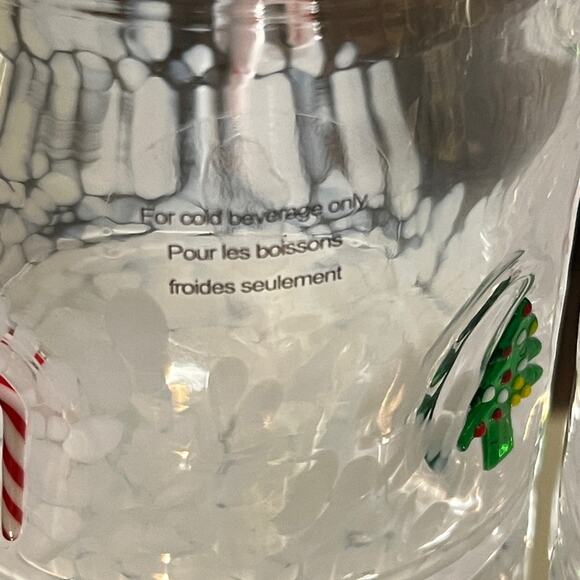 For cold beverage only
Pour les boissons
froides seulement